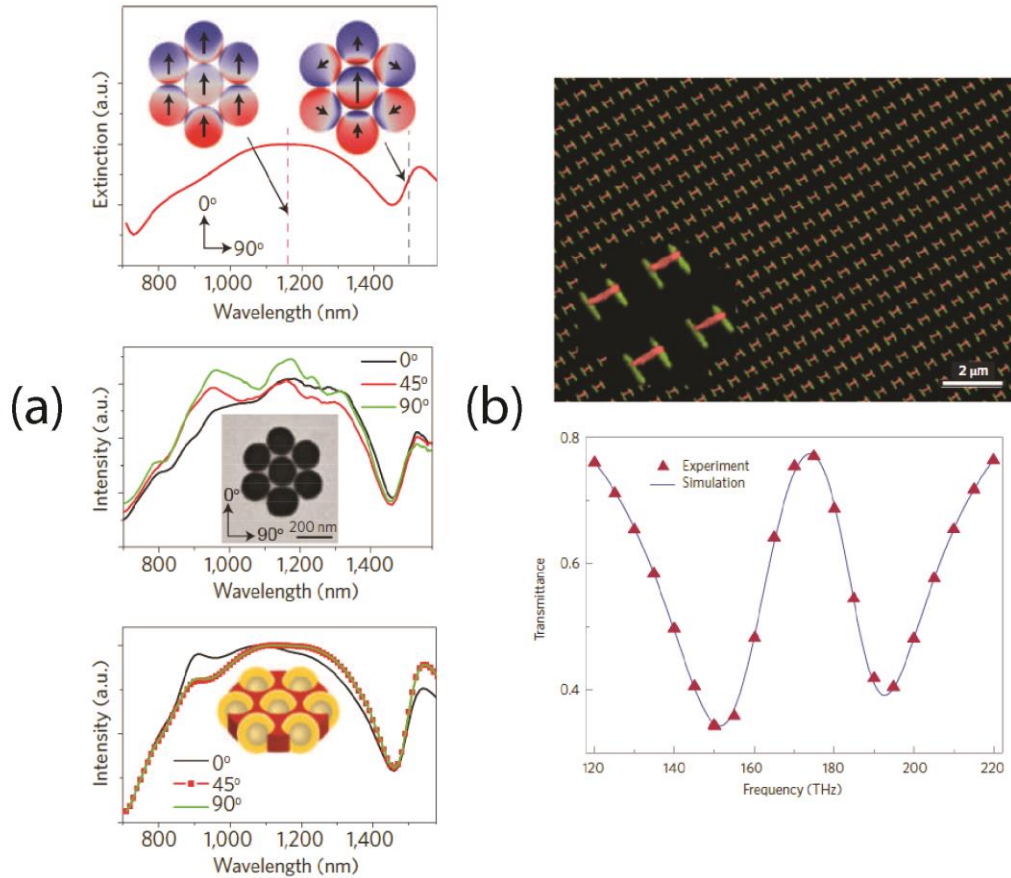 (a)
Extinction (a.u.)
0°
90°
800 1,000 1,200 1,400
Wavelength (nm)
Intensity (a.u.)
0°
45°
90°
0°
90°
200 nm
800 1,000 1,200 1,400
Wavelength (nm)
Intensity (a.u.)
0°
45°
90°
800 1,000 1,200 1,400
Wavelength (nm)
(b)
2 µm
0.8
0.6
0.4
Transmittance
Experiment
Simulation
120 140 160 180 200 220
Frequency (THz)